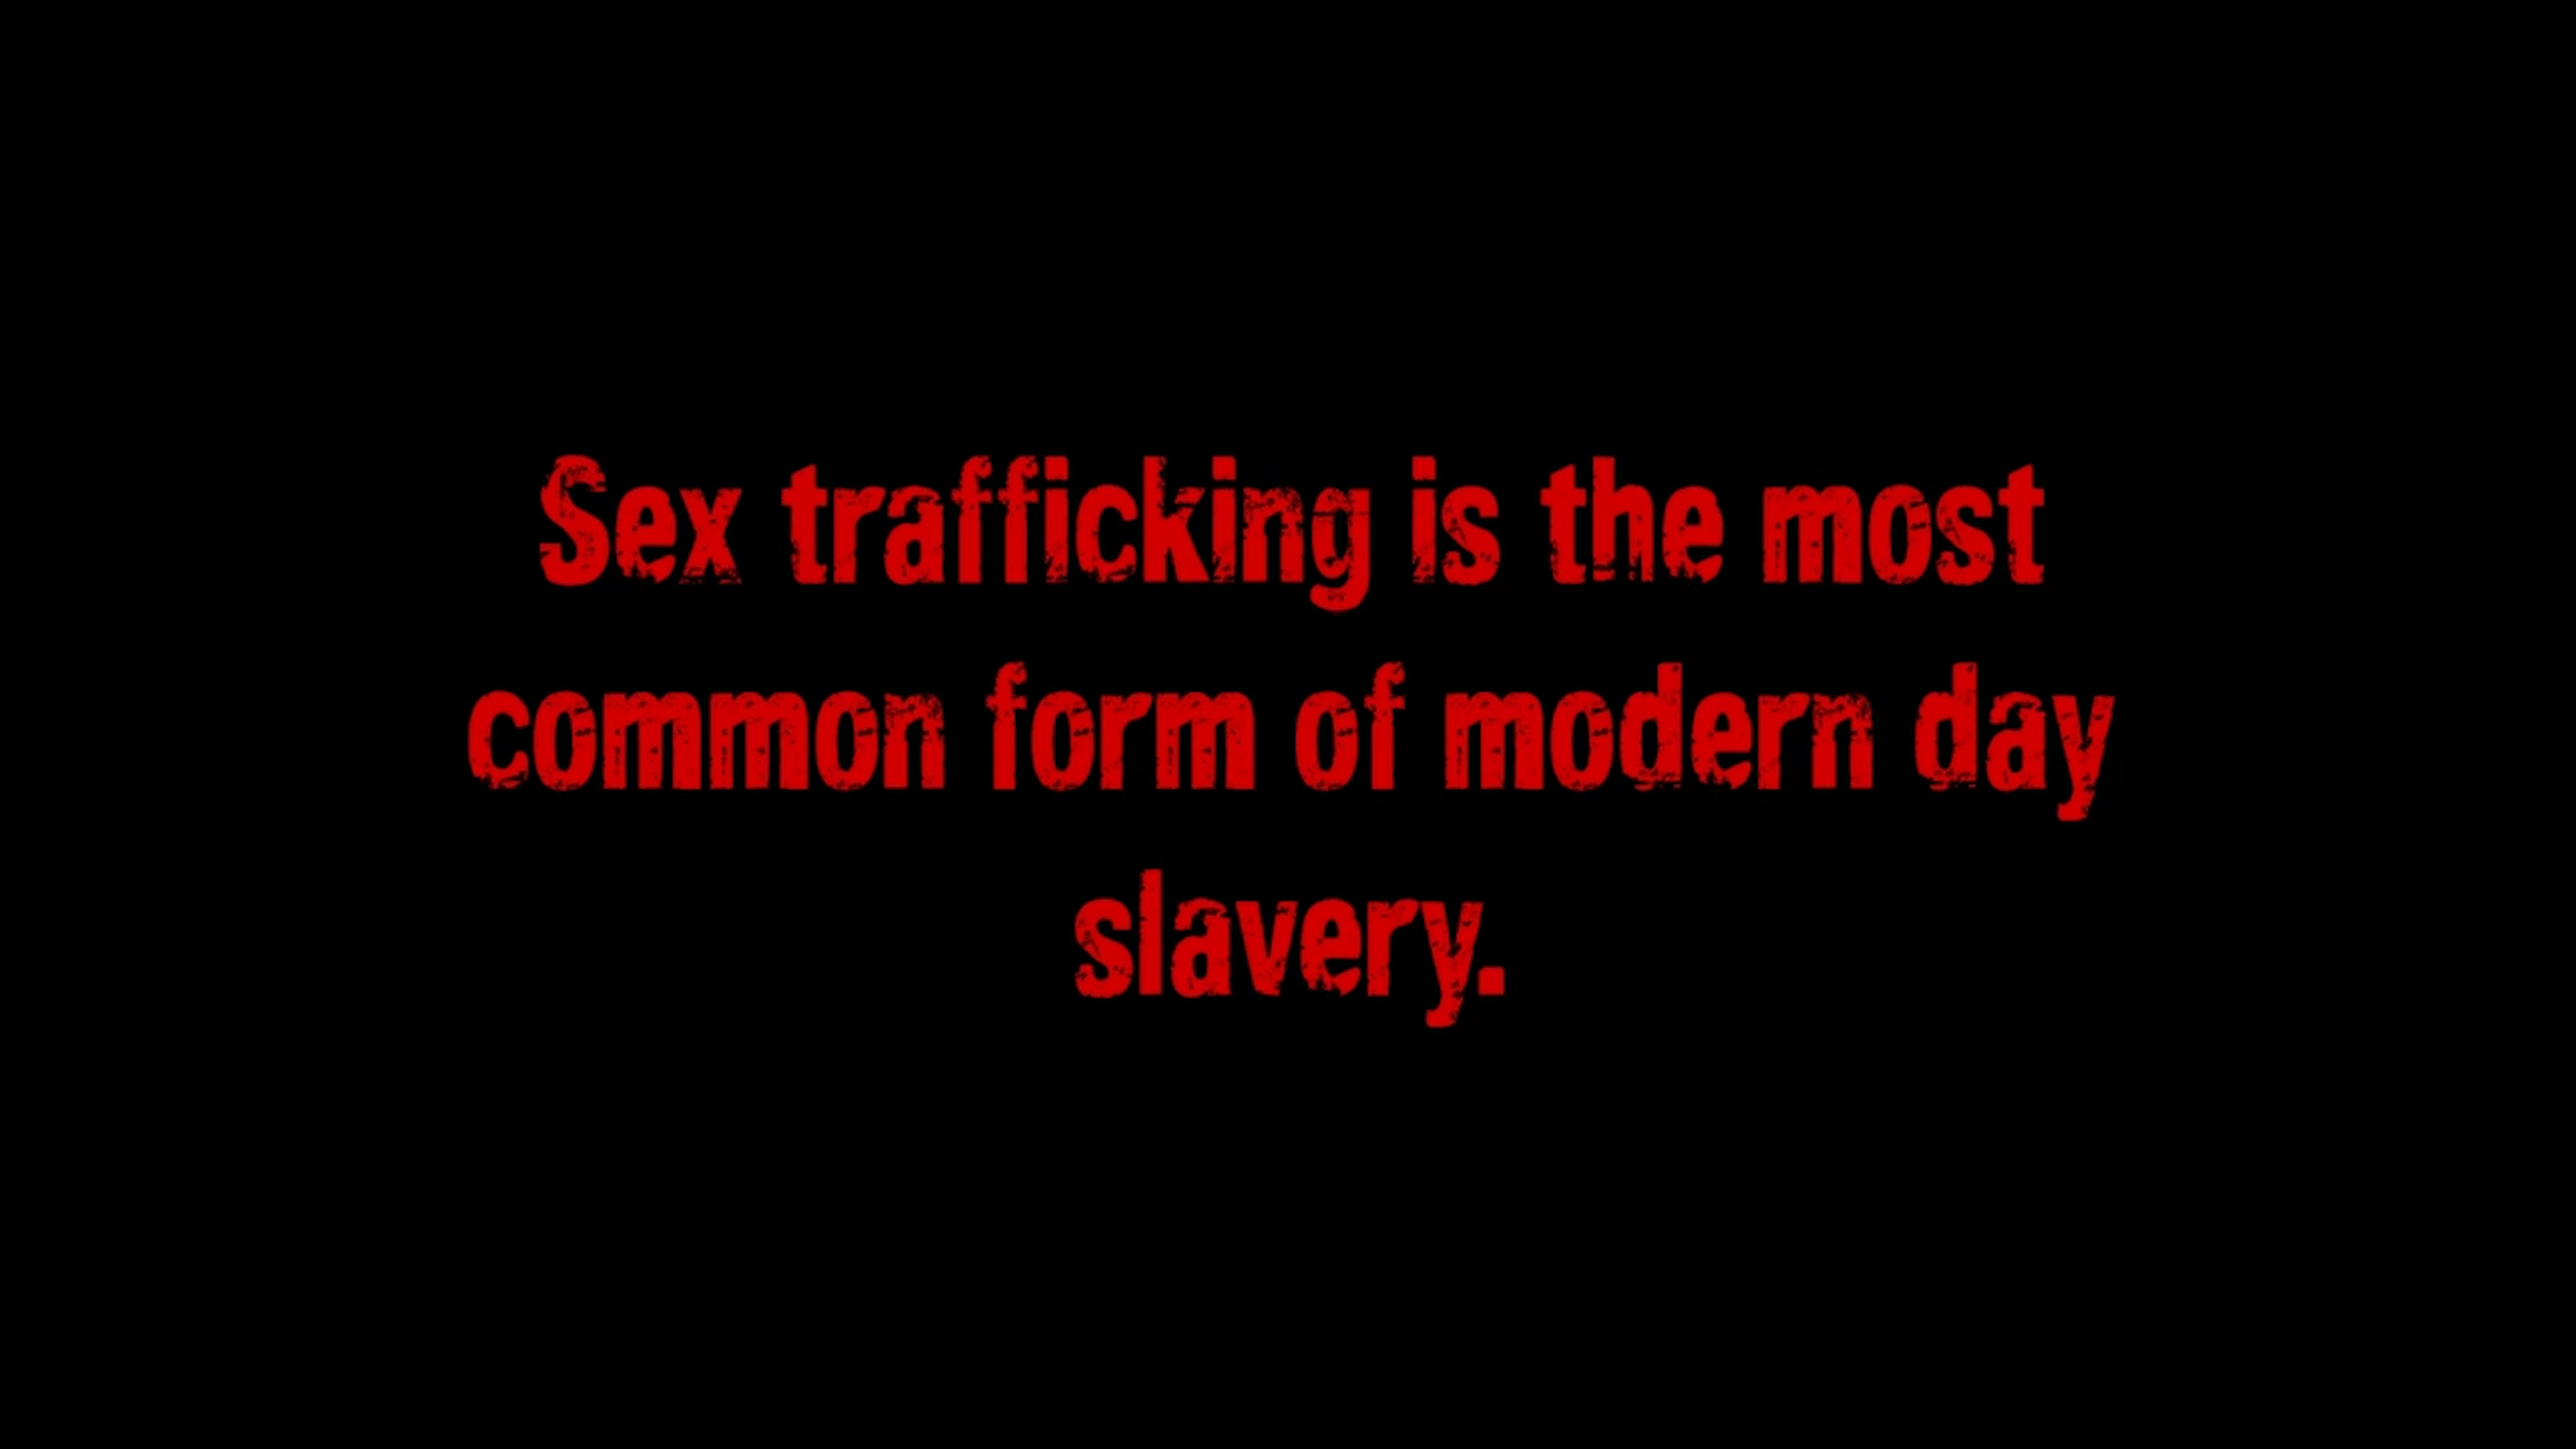 Sex trafficking is the most
common form of modern day
slavery.